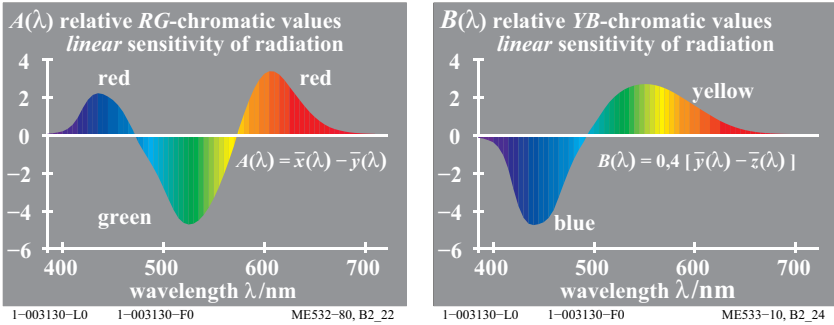 A(λ) relative RG-chromatic values
linear sensitivity of radiation
4
2
0
−2
−4
−6
red
red
green
A(λ) = x̅(λ) − y̅(λ)
400
500
600
700
wavelength λ/nm
1−003130−L0
1−003130−F0
ME532−80, B2_22
B(λ) relative YB-chromatic values
linear sensitivity of radiation
4
2
0
−2
−4
−6
yellow
blue
B(λ) = 0,4 [ y̅(λ) − z̅(λ) ]
400
500
600
700
wavelength λ/nm
1−003130−L0
1−003130−F0
ME533−10, B2_24